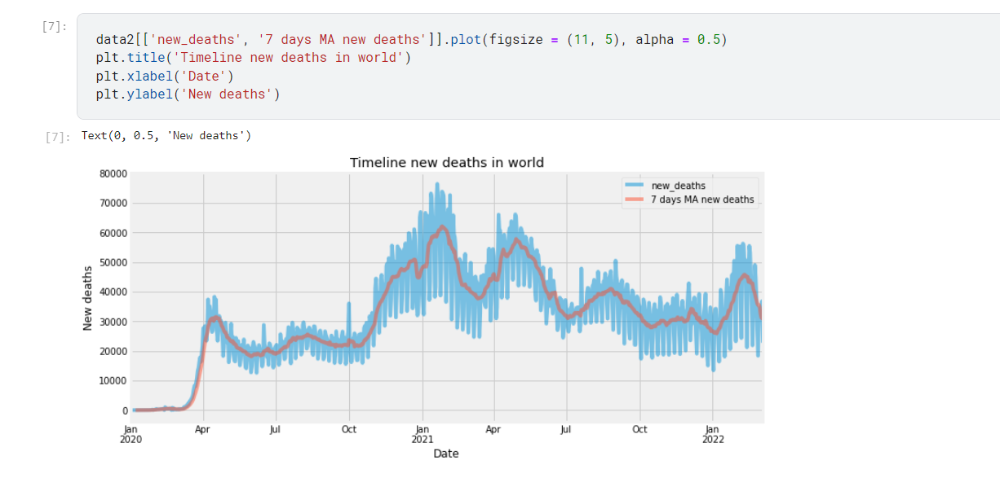 [7]:
data2[['new_deaths', '7 days MA new deaths']].plot(figsize = (11, 5), alpha = 0.5)
plt.title('Timeline new deaths in world')
plt.xlabel('Date')
plt.ylabel('New deaths')
[7]: Text(0, 0.5, 'New deaths')
Timeline new deaths in world
new_deaths
7 days MA new deaths
New deaths
80000
70000
60000
50000
40000
30000
20000
10000
0
Jan Apr Jul Oct Jan Apr Jul Oct Jan
2020 2021 2022
Date